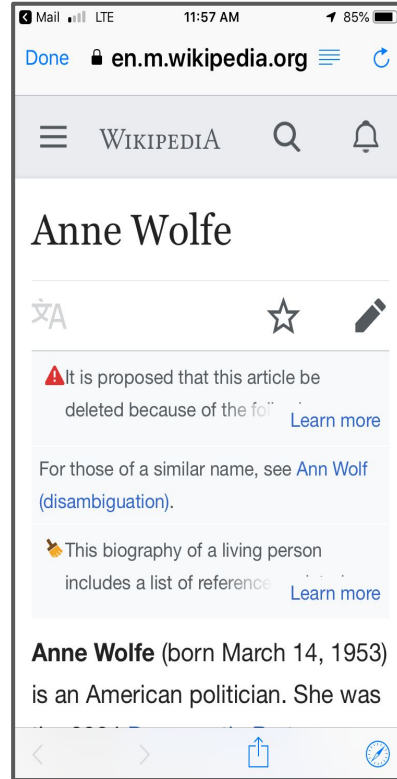 Mail LTE 11:57 AM 85%
Done en.m.wikipedia.org
WIKIPEDIA
Anne Wolfe
文A
It is proposed that this article be
deleted because of the Learn more
For those of a similar name, see Ann Wolf
(disambiguation).
This biography of a living person
includes a list of reference Learn more
Anne Wolfe (born March 14, 1953)
is an American politician. She was